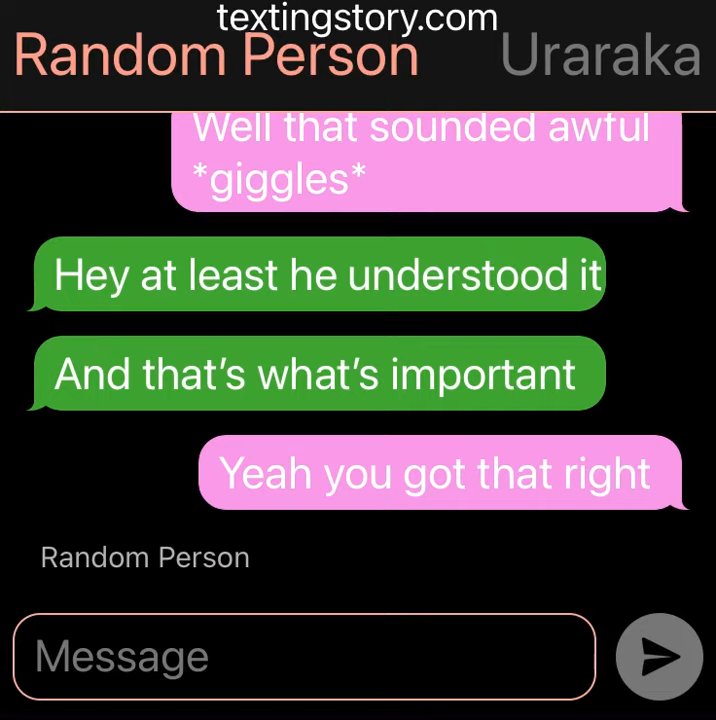 textingstory.com
Random Person Uraraka
Well that sounded awful
*giggles*
Hey at least he understood it
And that’s what’s important
Yeah you got that right
Random Person
Message